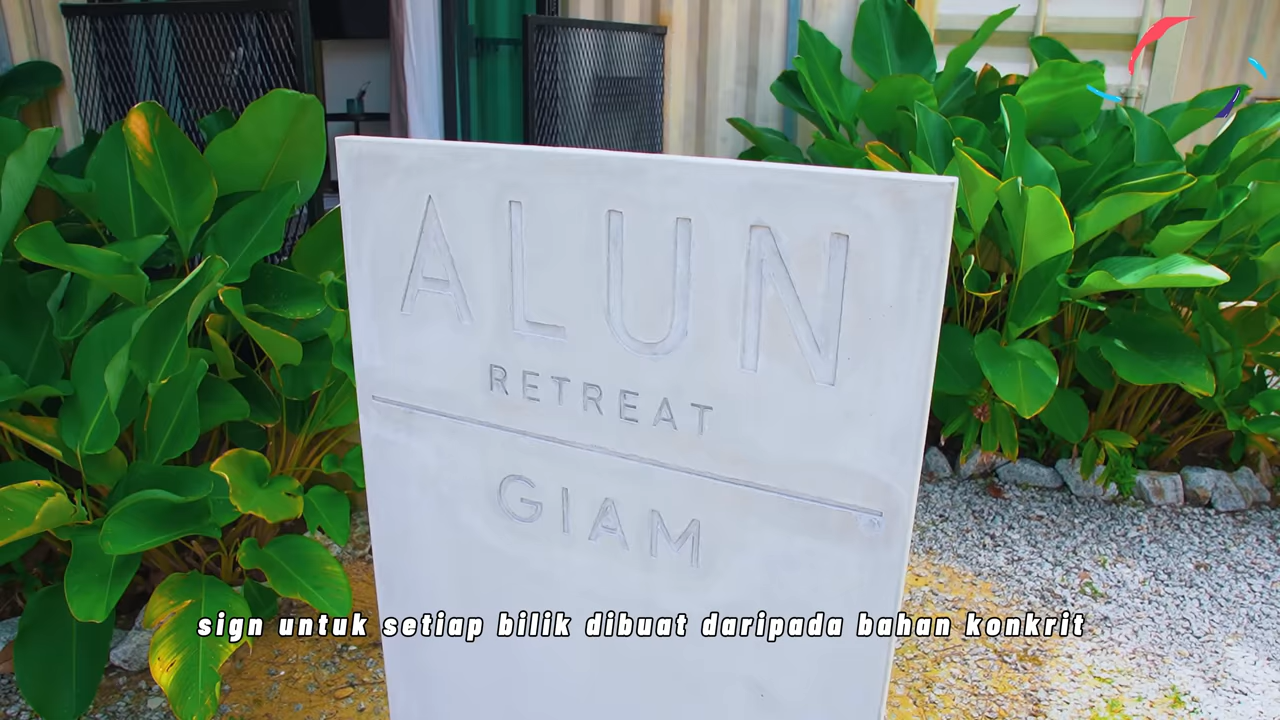 ALUN
RETREAT
GIAM
sign untuk setiap bilik dibuat daripada bahan konkrit